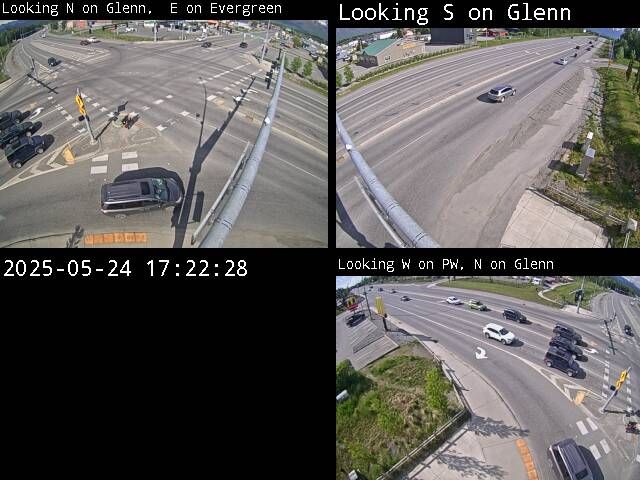 Looking N on Glenn,  E on Evergreen
Looking S on Glenn
2025-05-24 17:22:28
Looking W on PW, N on Glenn